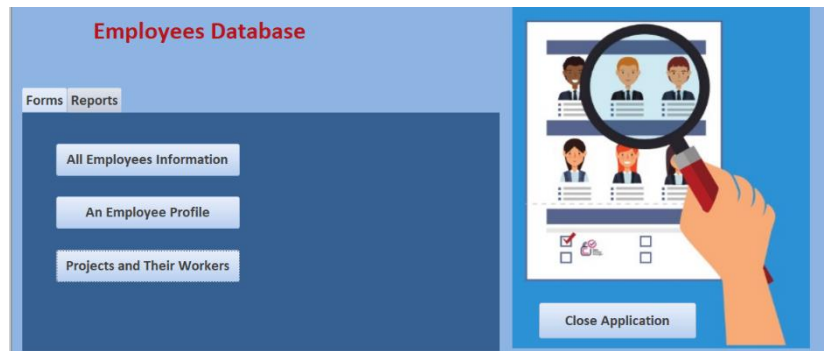 Employees Database
Forms Reports
All Employees Information
An Employee Profile
Projects and Their Workers
Close Application